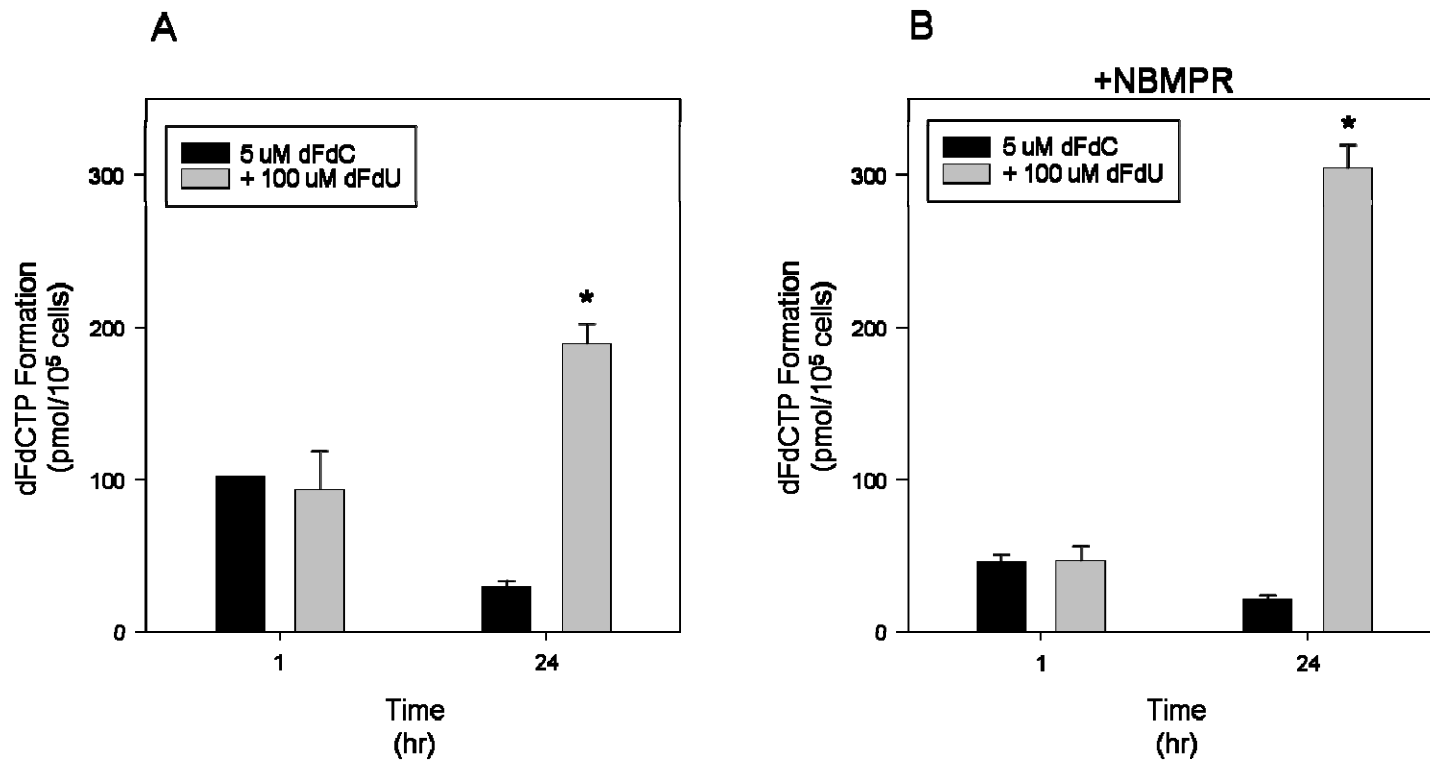 A
5 uM dFdC
+ 100 uM dFdU
*
300
200
100
0
dFdCTP Formation
(pmol/10⁵ cells)
1
24
Time
(hr)
B
+NBMPR
5 uM dFdC
+ 100 uM dFdU
*
300
200
100
0
dFdCTP Formation
(pmol/10⁵ cells)
1
24
Time
(hr)